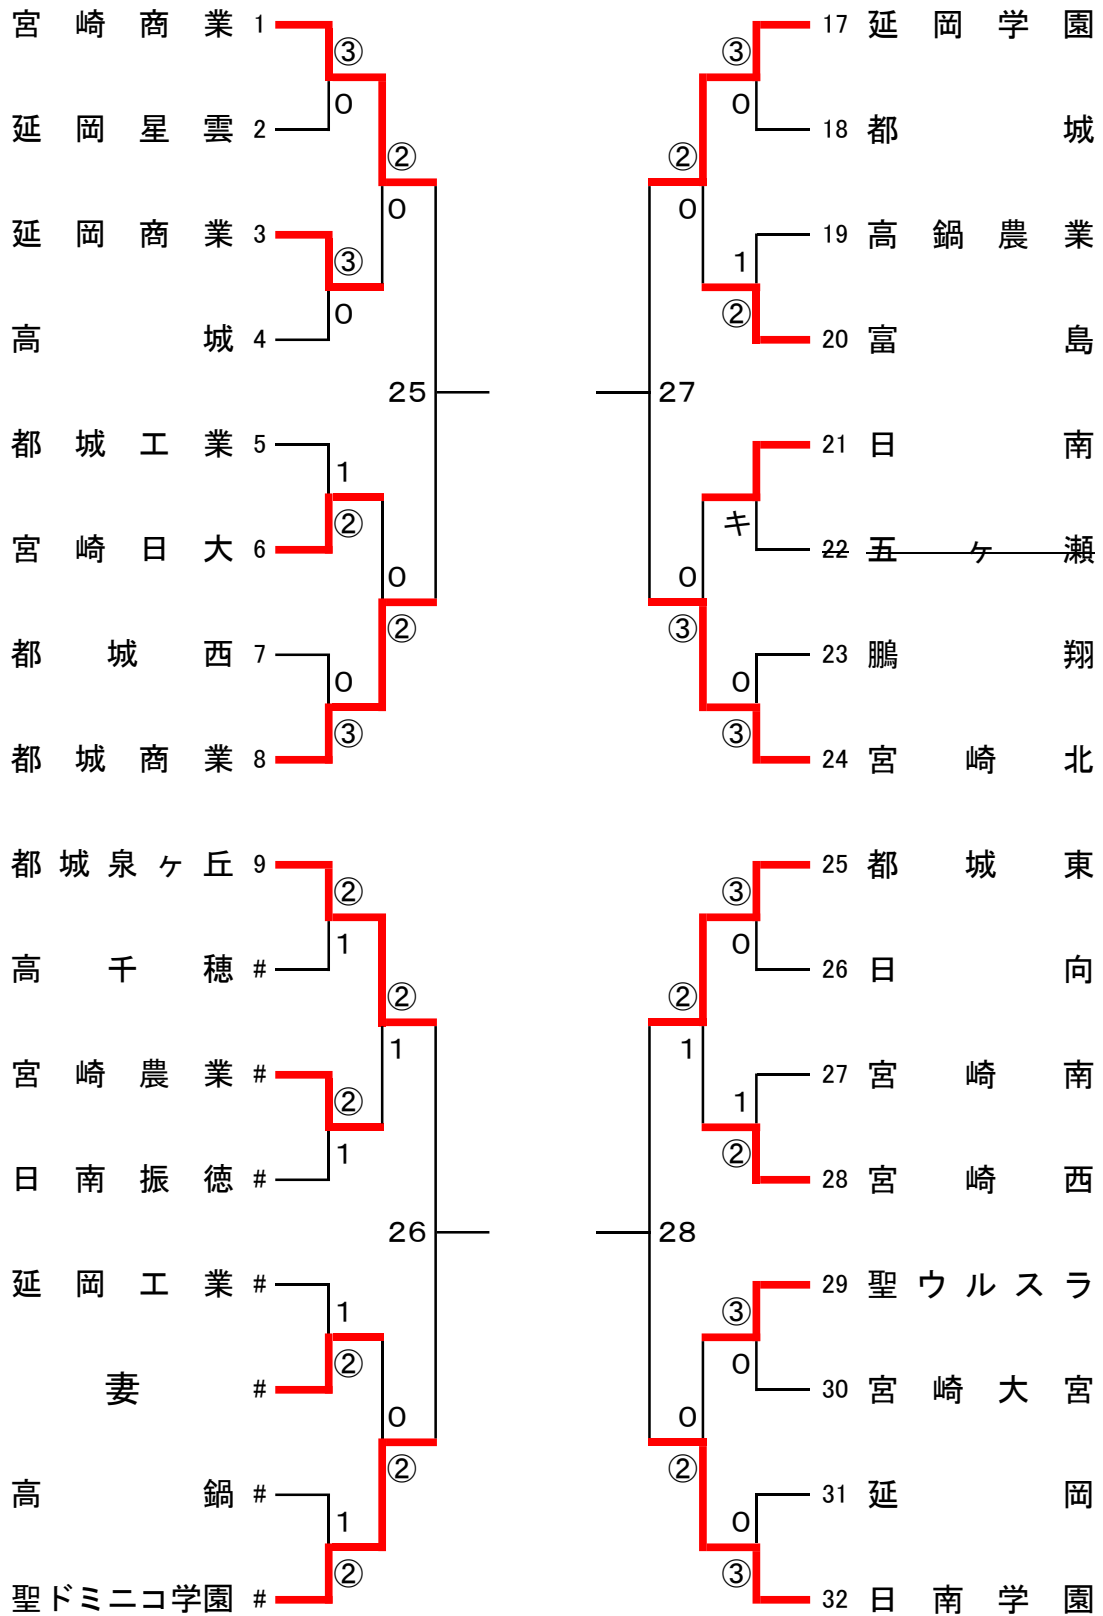 宮崎商業 1
③
0
延岡星雲 2
②
0
延岡商業 3
③
0
高城 4
25
都城工業 5
1
②
宮崎日大 6
0
②
都城西 7
0
③
都城商業 8
都城泉ヶ丘 9
②
1
高千穂 #
②
1
宮崎農業 #
②
1
日南振徳 #
26
延岡工業 #
1
②
妻 #
0
②
高鍋 #
1
②
聖ドミニコ学園 #
17 延岡学園
③
0
18 都城
②
0
19 高鍋農業
1
②
20 富島
27
21 日南
キ
22 五ヶ瀬
0
③
23 鵬翔
0
③
24 宮崎北
25 都城東
③
0
26 日向
②
1
27 宮崎南
1
②
28 宮崎西
28
29 聖ウルスラ
③
0
30 宮崎大宮
0
②
31 延岡
0
③
32 日南学園